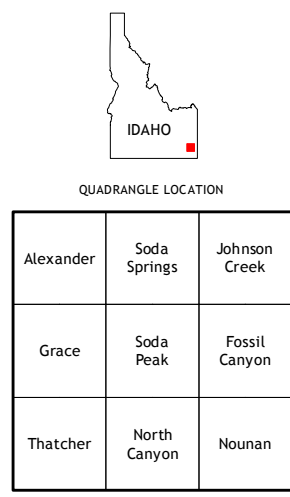 IDAHO
QUADRANGLE LOCATION
Alexander
Soda
Springs
Johnson
Creek
Grace
Soda
Peak
Fossil
Canyon
Thatcher
North
Canyon
Nounan